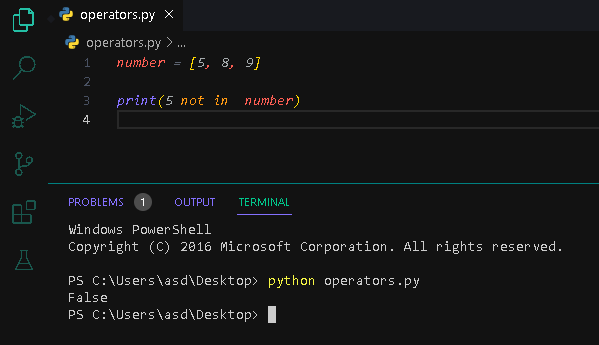 operators.py ×
operators.py > ...
1 number = [5, 8, 9]
2
3 print(5 not in  number)
4
PROBLEMS 1 OUTPUT TERMINAL
Windows PowerShell
Copyright (C) 2016 Microsoft Corporation. All rights reserved.
PS C:\Users\asd\Desktop> python operators.py
False
PS C:\Users\asd\Desktop>